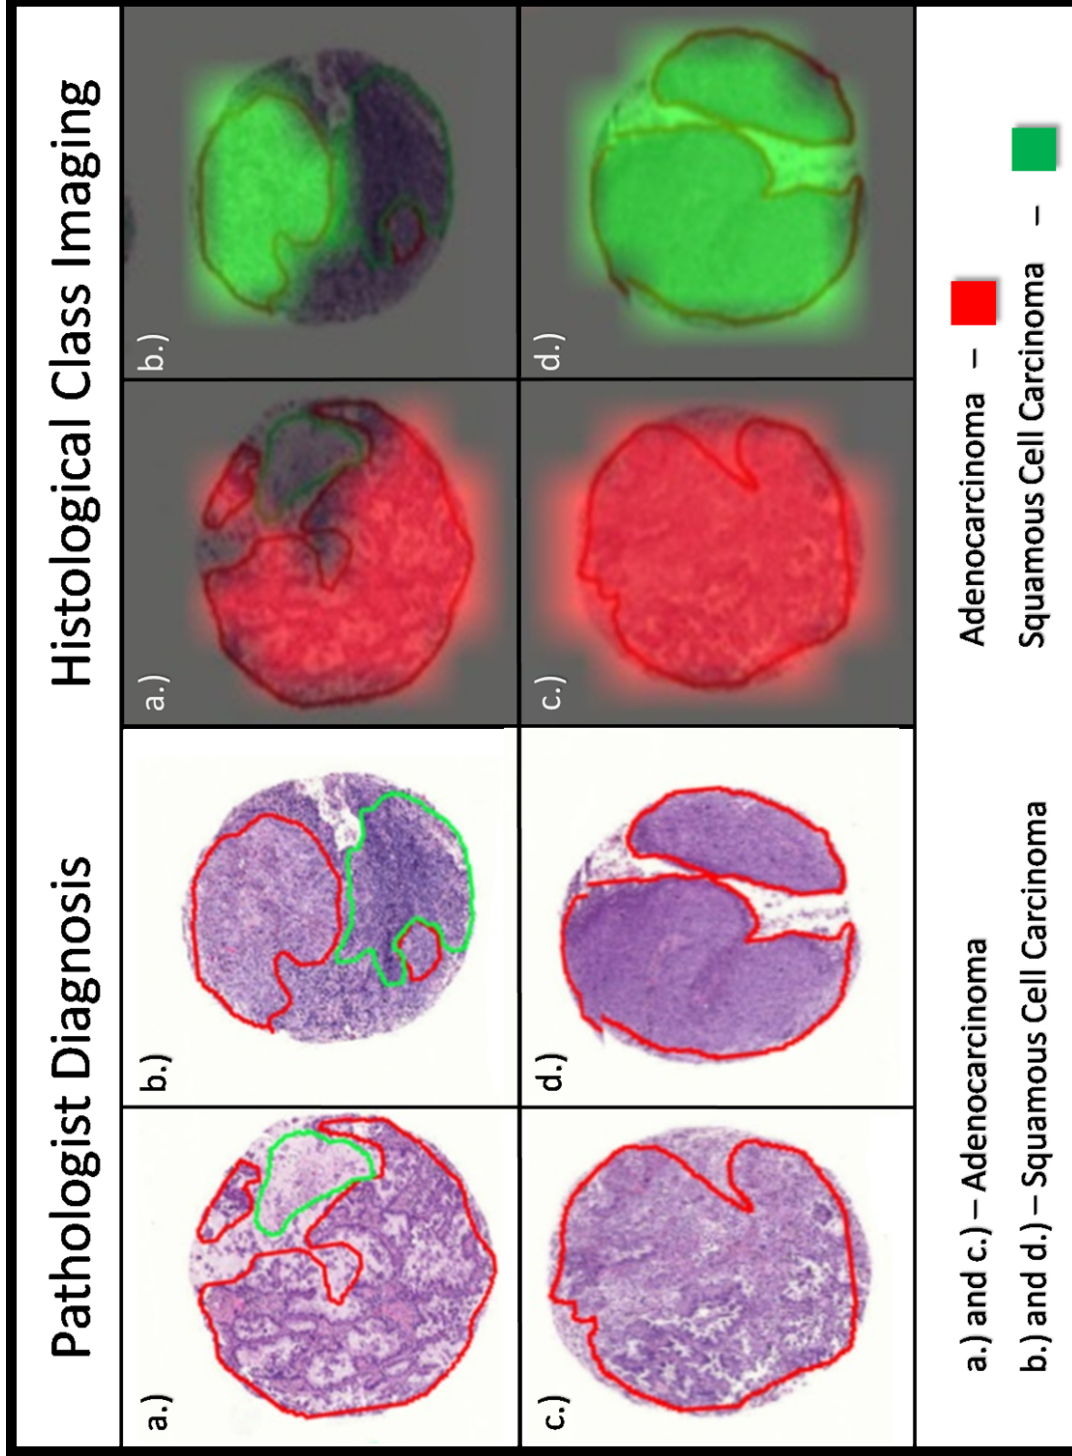 Pathologist Diagnosis
Histological Class Imaging
a.)
b.)
a.)
b.)
c.)
d.)
c.)
d.)
a.) and c.) – Adenocarcinoma
Adenocarcinoma –
b.) and d.) – Squamous Cell Carcinoma
Squamous Cell Carcinoma –